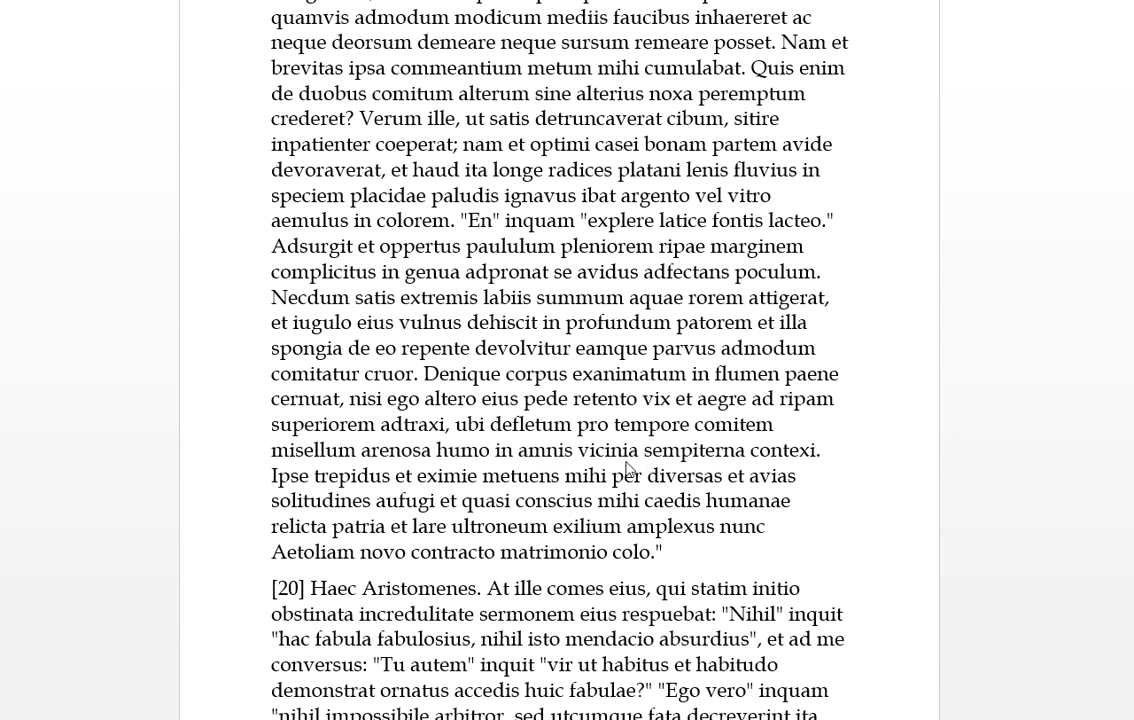 quamvis admodum modicum mediis faucibus inhaereret ac
neque deorsum demeare neque sursum remeare posset. Nam et
brevitas ipsa commeantium metum mihi cumulabat. Quis enim
de duobus comitum alterum sine alterius noxa peremptum
crederet? Verum ille, ut satis detruncaverat cibum, sitire
inpatienter coeperat; nam et optimi casei bonam partem avide
devoraverat, et haud ita longe radices platani lenis fluvius in
speciem placidae paludis ignavus ibat argento vel vitro
aemulus in colorem. "En" inquam "explere latice fontis lacteo."
Adsurgit et oppertus paululum pleniorem ripae marginem
complicitus in genua adpronat se avidus adfectans poculum.
Necdum satis extremis labiis summum aquae rorem attigerat,
et iugulo eius vulnus dehiscit in profundum patorem et illa
spongia de eo repente devolvitur eamque parvus admodum
comitatur cruor. Denique corpus exanimatum in flumen paene
cernuat, nisi ego altero eius pede retento vix et aegre ad ripam
superiorem adtraxi, ubi defletum pro tempore comitem
misellum arenosa humo in amnis vicinia sempiterna contexi.
Ipse trepidus et eximie metuens mihi per diversas et avias
solitudines aufugi et quasi conscius mihi caedis humanae
relicta patria et lare ultroneum exilium amplexus nunc
Aetoliam novo contracto matrimonio colo."
[20] Haec Aristomenes. At ille comes eius, qui statim initio
obstinata incredulitate sermonem eius respuebat: "Nihil" inquit
"hac fabula fabulosius, nihil isto mendacio absurdius", et ad me
conversus: "Tu autem" inquit "vir ut habitus et habitudo
demonstrat ornatus accedis huic fabulae?" "Ego vero" inquam
"nihil impossibile arbitror, sed utcumque fata decreverint ita